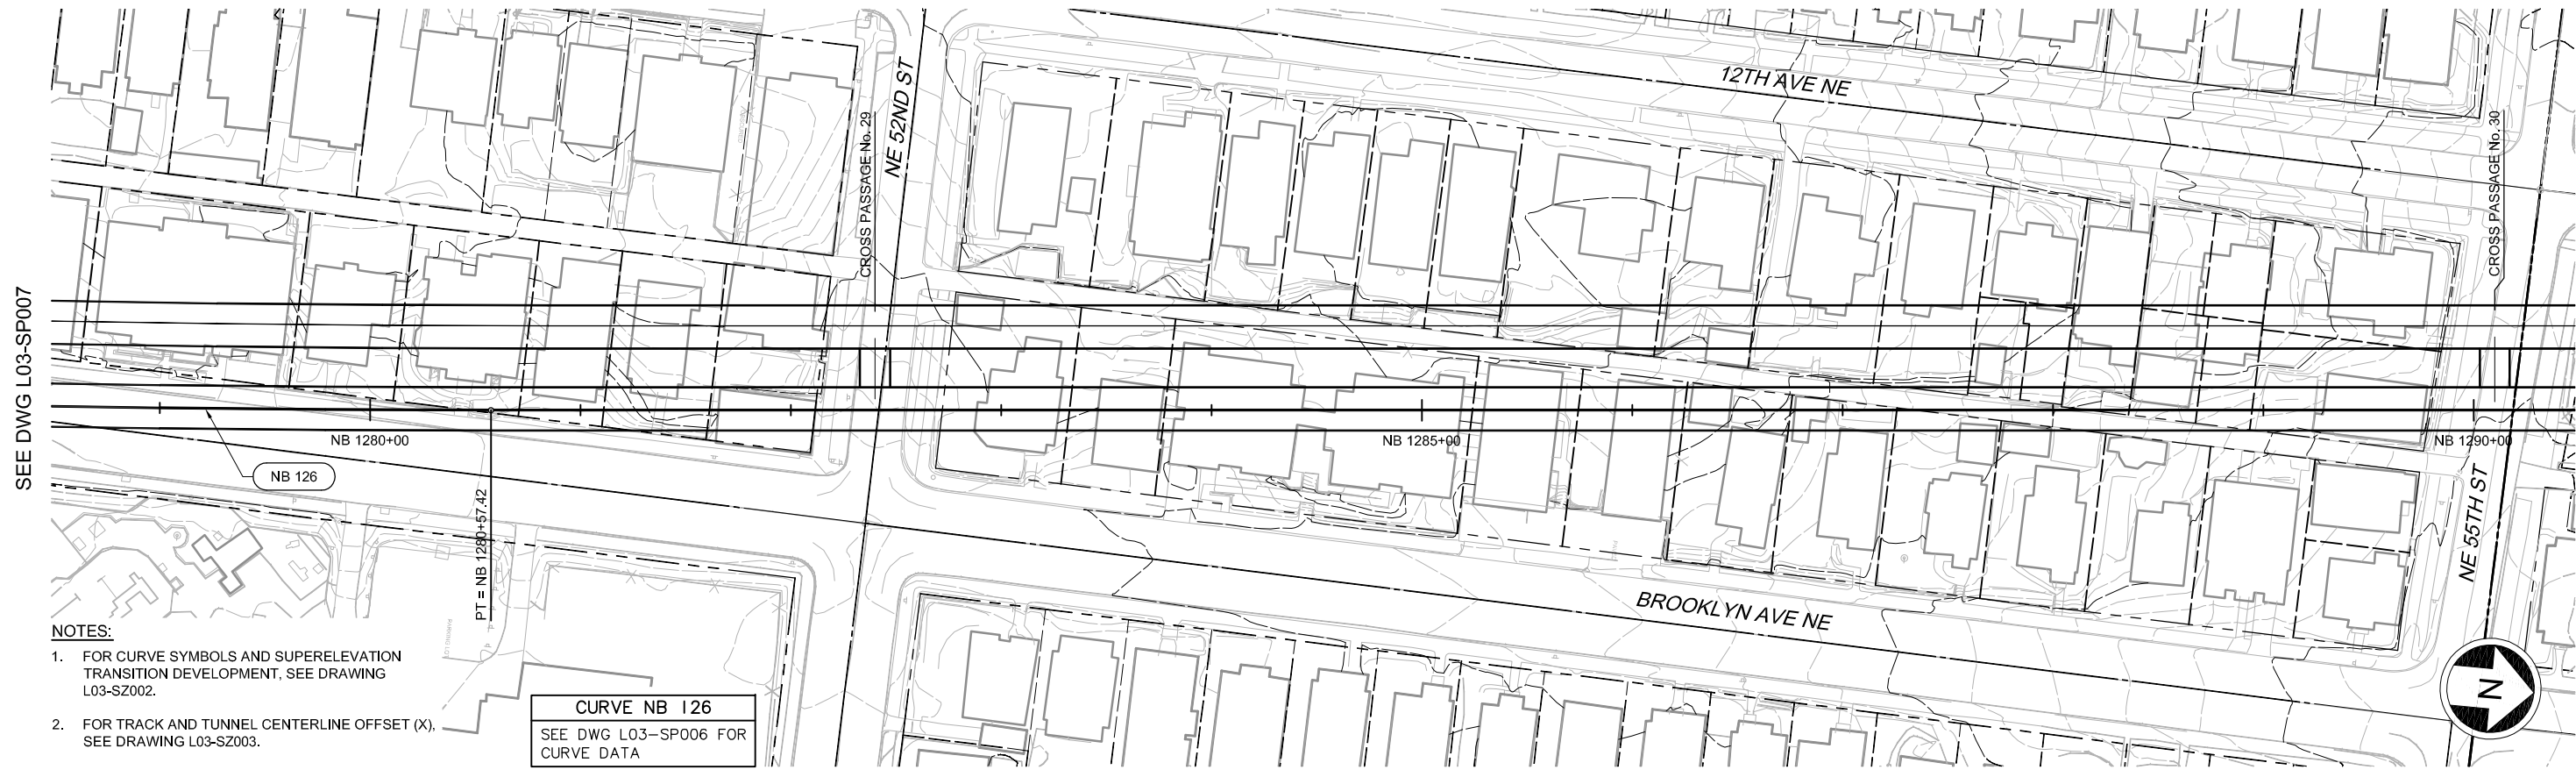 12TH AVE NE
NE 52ND ST
CROSS PASSAGE No. 29
CROSS PASSAGE No. 30
SEE DWG L03-SP007
NB 1280+00
NB 1285+00
NB 1290+00
NB 126
PT = NB 1280+57.42
NE 55TH ST
BROOKLYN AVE NE
N
NOTES:
1. FOR CURVE SYMBOLS AND SUPERELEVATION
TRANSITION DEVELOPMENT, SEE DRAWING
L03-SZ002.
2. FOR TRACK AND TUNNEL CENTERLINE OFFSET (X),
SEE DRAWING L03-SZ003.
CURVE NB 126
SEE DWG L03-SP006 FOR
CURVE DATA